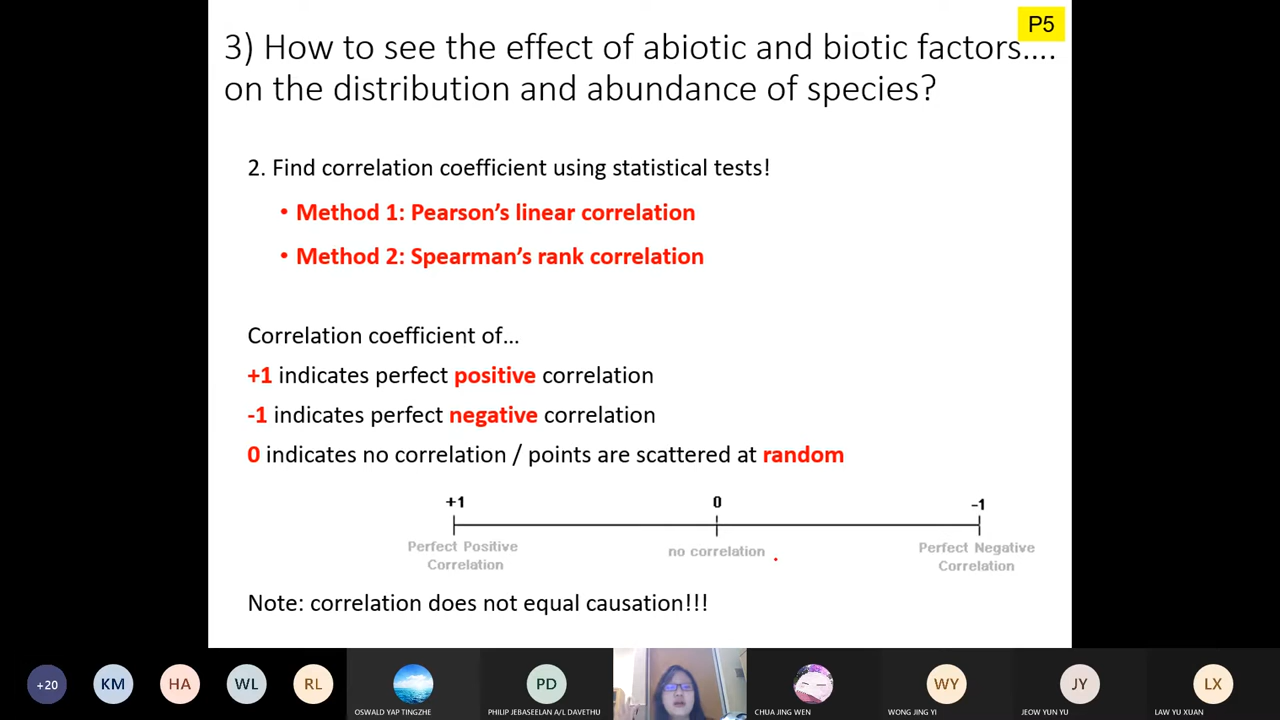 P5
3) How to see the effect of abiotic and biotic factors....
on the distribution and abundance of species?
2. Find correlation coefficient using statistical tests!
• Method 1: Pearson’s linear correlation
• Method 2: Spearman’s rank correlation
Correlation coefficient of...
+1 indicates perfect positive correlation
-1 indicates perfect negative correlation
0 indicates no correlation / points are scattered at random
+1 0 -1
Perfect Positive
Correlation
no correlation
Perfect Negative
Correlation
Note: correlation does not equal causation!!!
+20 KM HA WL RL PD WY JY LX
OSWALD YAP TINGZHE
PHILIP JEBASEELAN A/L DAVETHU
CHUA JING WEN
WONG JING YI
JEOW YUN YU
LAW YU XUAN